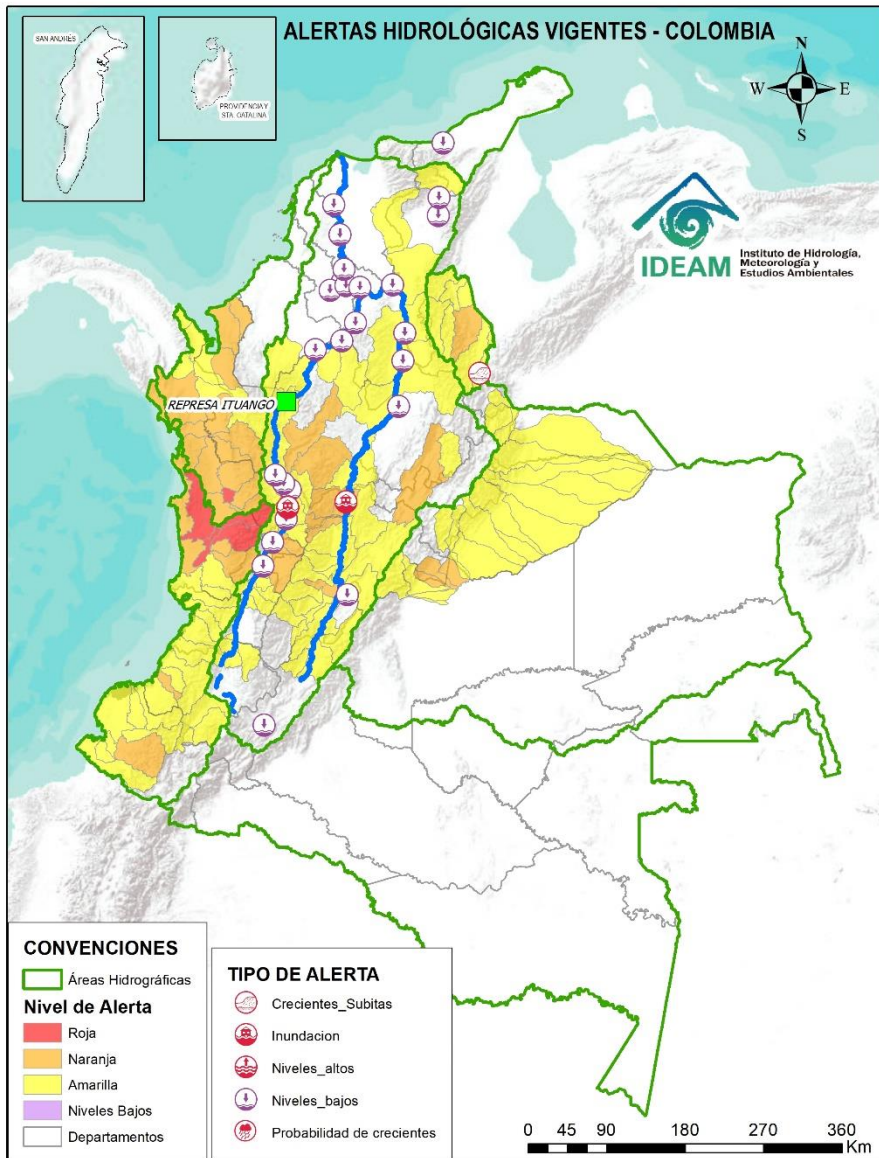 ALERTAS HIDROLÓGICAS VIGENTES - COLOMBIA
SAN ANDRÉS
PROVIDENCIA Y
STA. CATALINA
N
W
E
S
IDEAM
Instituto de Hidrología,
Meteorología y
Estudios Ambientales
REPRESA ITUANGO
CONVENCIONES
Áreas Hidrográficas
Nivel de Alerta
Roja
Naranja
Amarilla
Niveles Bajos
Departamentos
TIPO DE ALERTA
Crecientes_Subitas
Inundacion
Niveles_altos
Niveles_bajos
Probabilidad de crecientes
0 45 90 180 270 360
Km